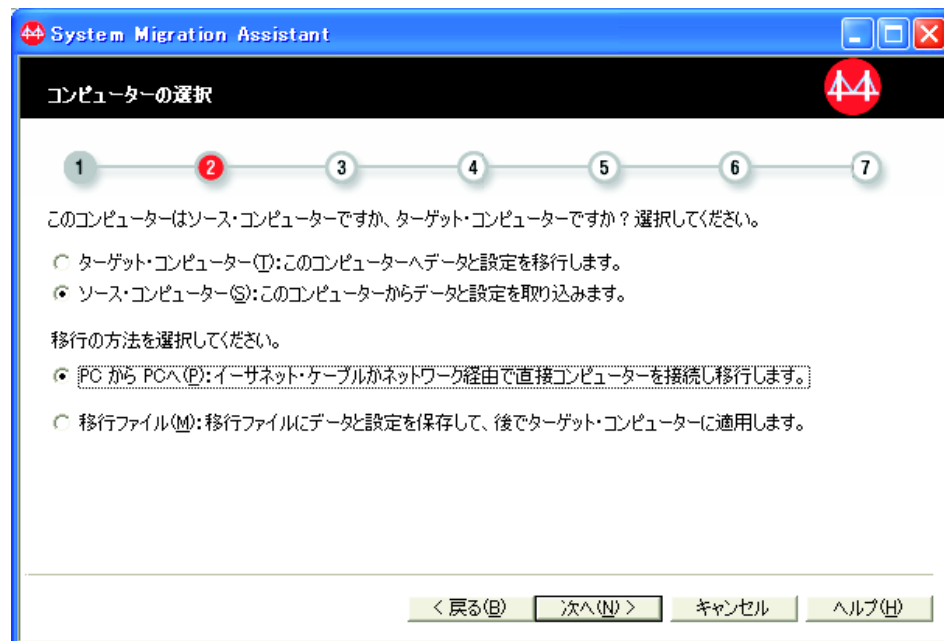 System Migration Assistant
コンピューターの選択
1 2 3 4 5 6 7
このコンピューターはソース・コンピューターですか、ターゲット・コンピューターですか？選択してください。
ターゲット・コンピューター(T):このコンピューターへデータと設定を移行します。
ソース・コンピューター(S):このコンピューターからデータと設定を取り込みます。
移行の方法を選択してください。
PC から PCへ(P):イーサネット・ケーブルかネットワーク経由で直接コンピューターを接続し移行します。
移行ファイル(M):移行ファイルにデータと設定を保存して、後でターゲット・コンピューターに適用します。
< 戻る(B) 次へ(N) > キャンセル ヘルプ(H)